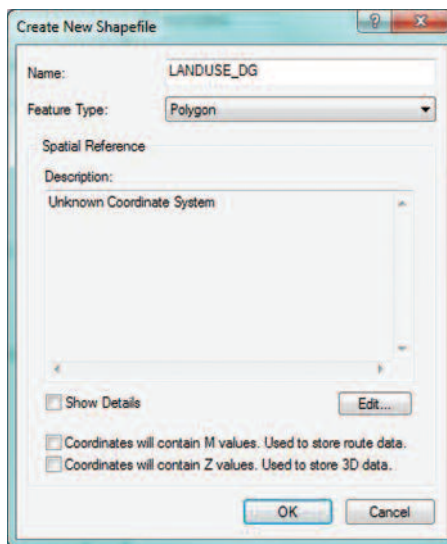 Create New Shapefile
Name: LANDUSE_DG
Feature Type: Polygon
Spatial Reference
Description:
Unknown Coordinate System
Show Details
Edit...
Coordinates will contain M values. Used to store route data.
Coordinates will contain Z values. Used to store 3D data.
OK Cancel